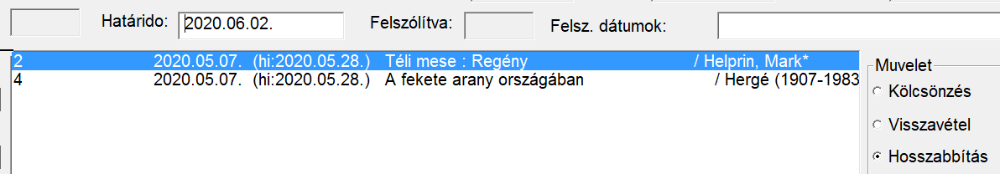 Határido: 2020.06.02. Felszólítva: Felsz. dátumok:
2 2020.05.07. (hi:2020.05.28.) Téli mese : Regény / Helprin, Mark*
4 2020.05.07. (hi:2020.05.28.) A fekete arany országában / Hergé (1907-1983
Muvelet
Kölcsönzés
Visszavétel
Hosszabbítás